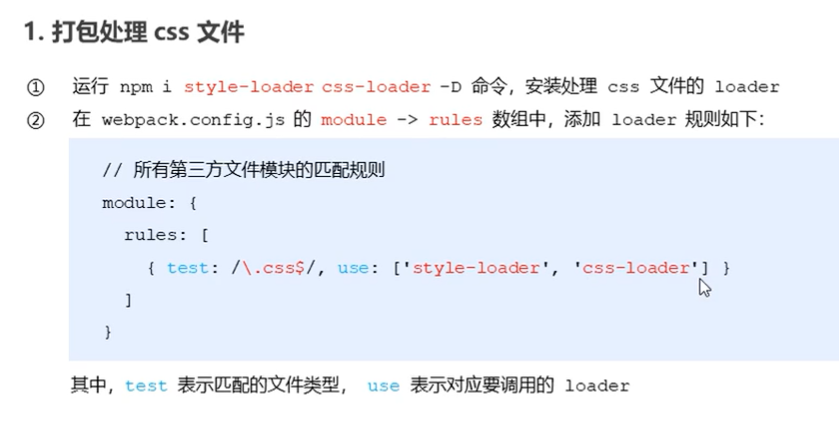 1. 打包处理 css 文件
① 运行 npm i style-loader css-loader -D 命令，安装处理 css 文件的 loader
② 在 webpack.config.js 的 module -> rules 数组中，添加 loader 规则如下：
// 所有第三方文件模块的匹配规则
module: {
rules: [
{ test: /\.css$/, use: ['style-loader', 'css-loader'] }
]
}
其中，test 表示匹配的文件类型， use 表示对应要调用的 loader